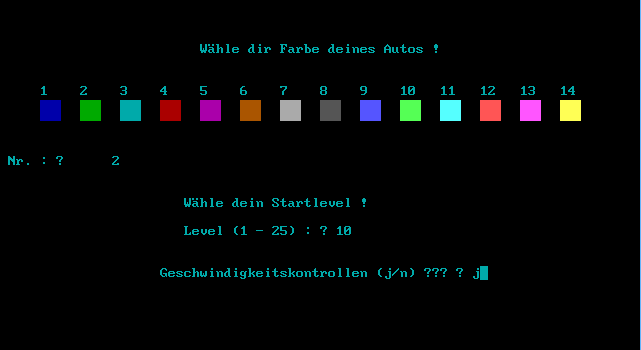 Wähle dir Farbe deines Autos !
1 2 3 4 5 6 7 8 9 10 11 12 13 14
Nr. : ? 2
Wähle dein Startlevel !
Level (1 - 25) : ? 10
Geschwindigkeitskontrollen (j/n) ??? ? j